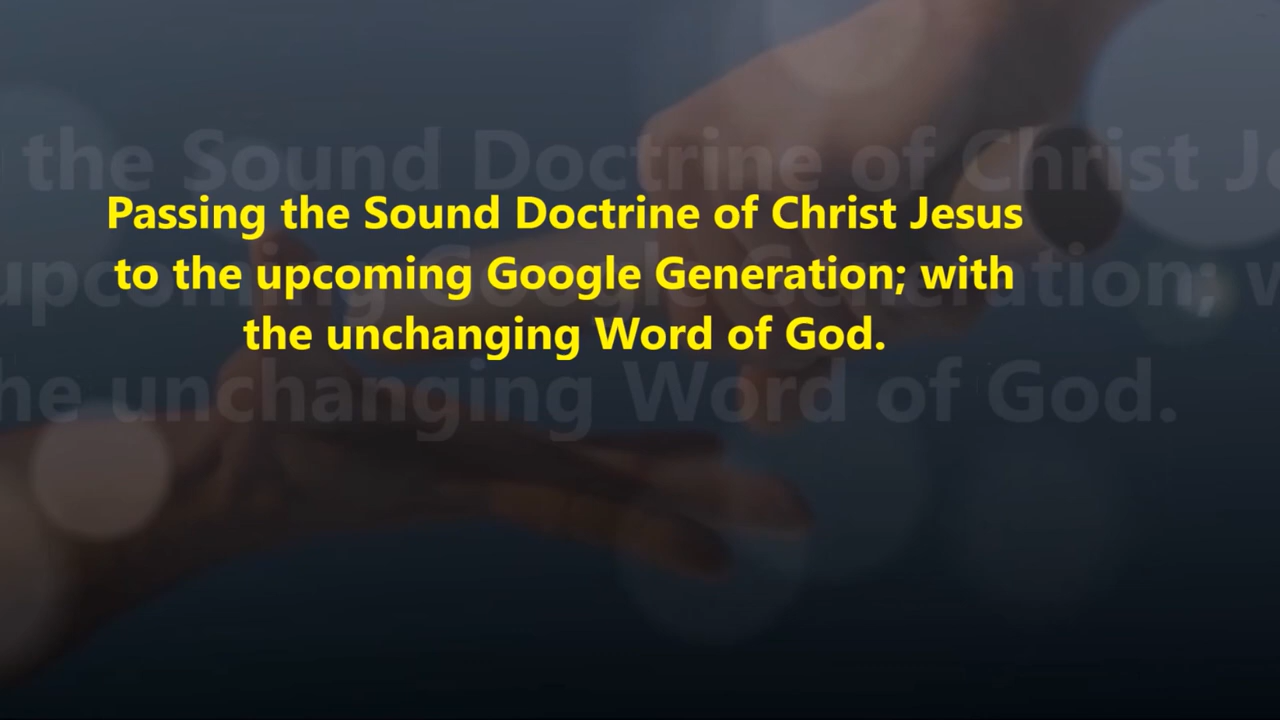 Passing the Sound Doctrine of Christ Jesus
to the upcoming Google Generation; with
the unchanging Word of God.